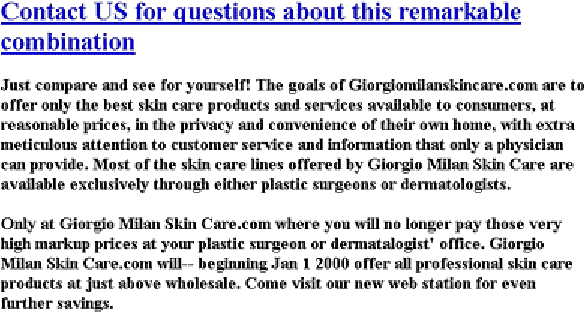 Contact US for questions about this remarkable
combination
Just compare and see for yourself! The goals of Giorgiomilanskincare.com are to
offer only the best skin care products and services available to consumers, at
reasonable prices, in the privacy and convenience of their own home, with extra
meticulous attention to customer service and information that only a physician
can provide. Most of the skin care lines offered by Giorgio Milan Skin Care are
available exclusively through either plastic surgeons or dermatologists.
Only at Giorgio Milan Skin Care.com where you will no longer pay those very
high markup prices at your plastic surgeon or dermatalogist' office. Giorgio
Milan Skin Care.com will-- beginning Jan 1 2000 offer all professional skin care
products at just above wholesale. Come visit our new web station for even
further savings.